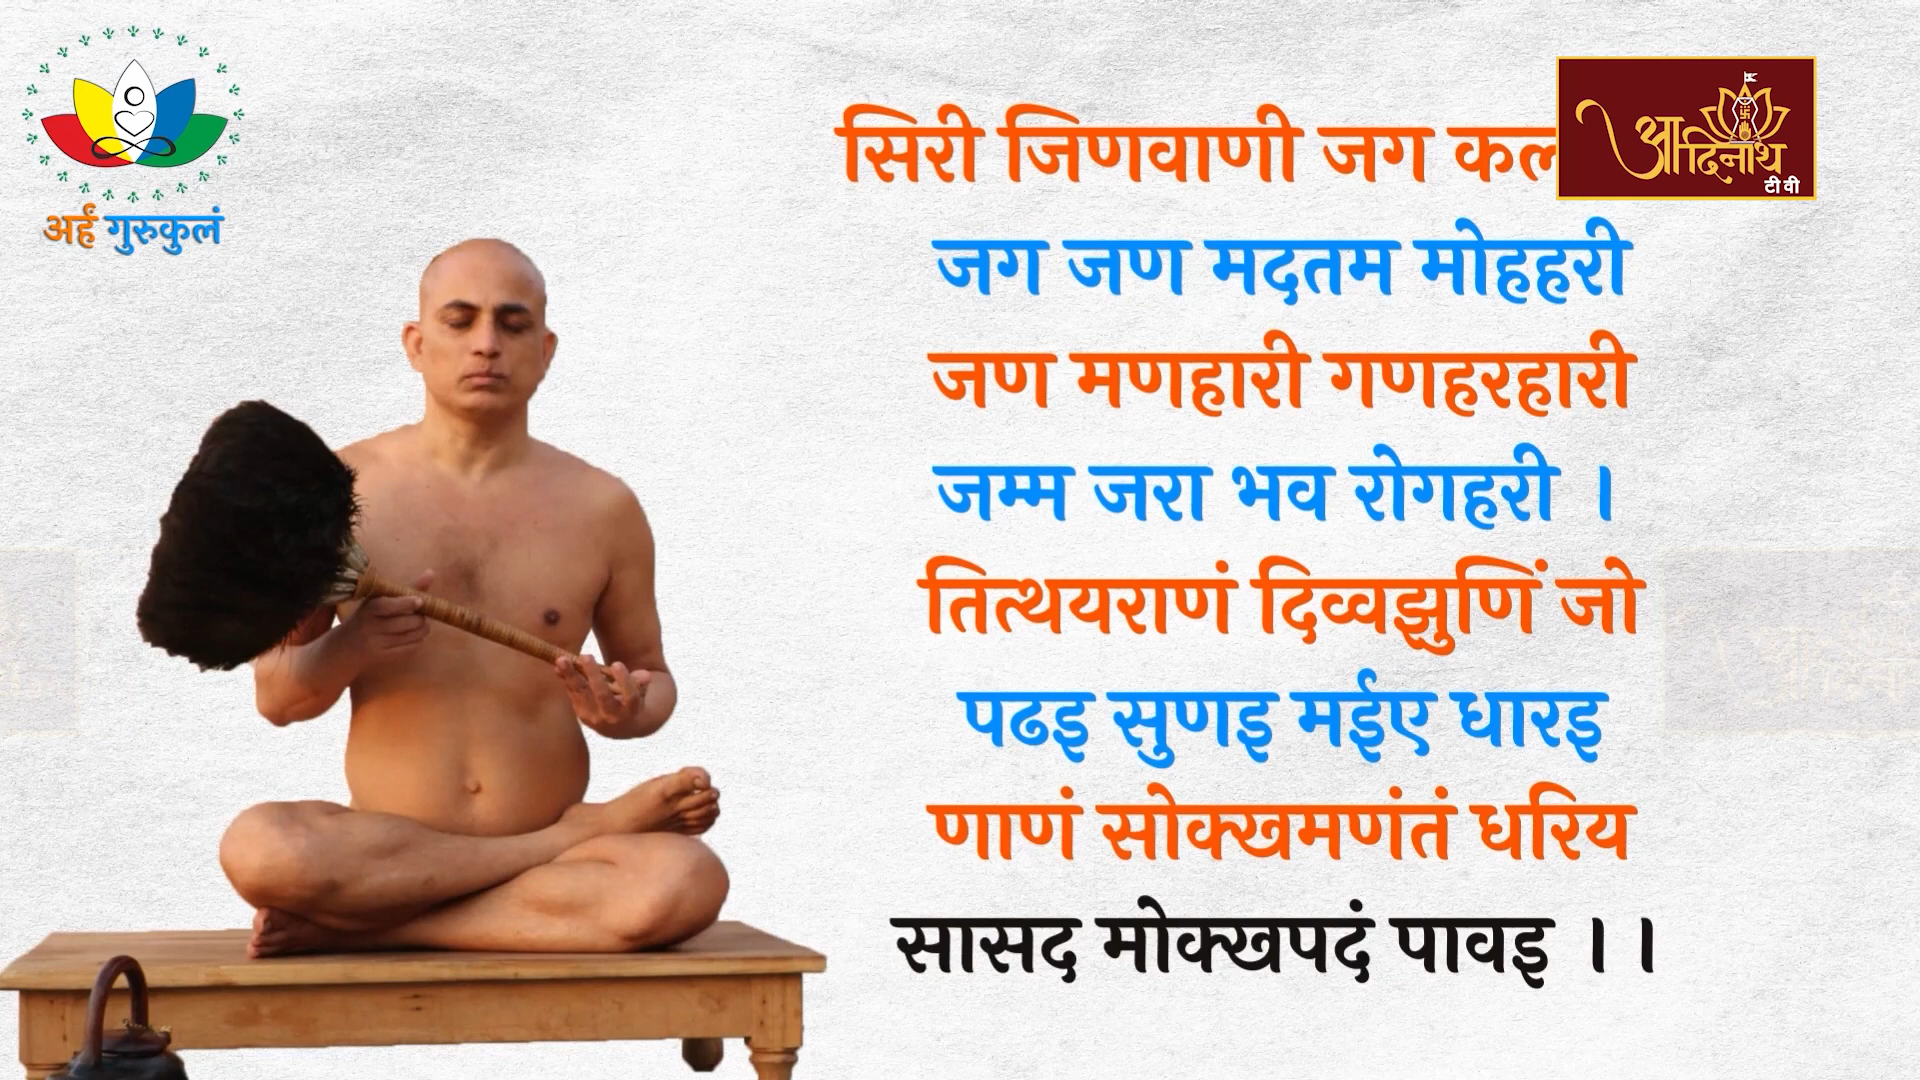 अर्हं गुरुकुलं
आदिनाथ
टी वी
सिरी जिणवाणी जग
जग जण मदतम मोहहरी
जण मणहारी गणहरहारी
जम्म जरा भव रोगहरी ।
तित्थयराणं दिव्वझुणिं जो
पढइ सुणइ मईए धारइ
णाणं सोक्खमणंतं धरिय
सासद मोक्खपदं पावइ ।।